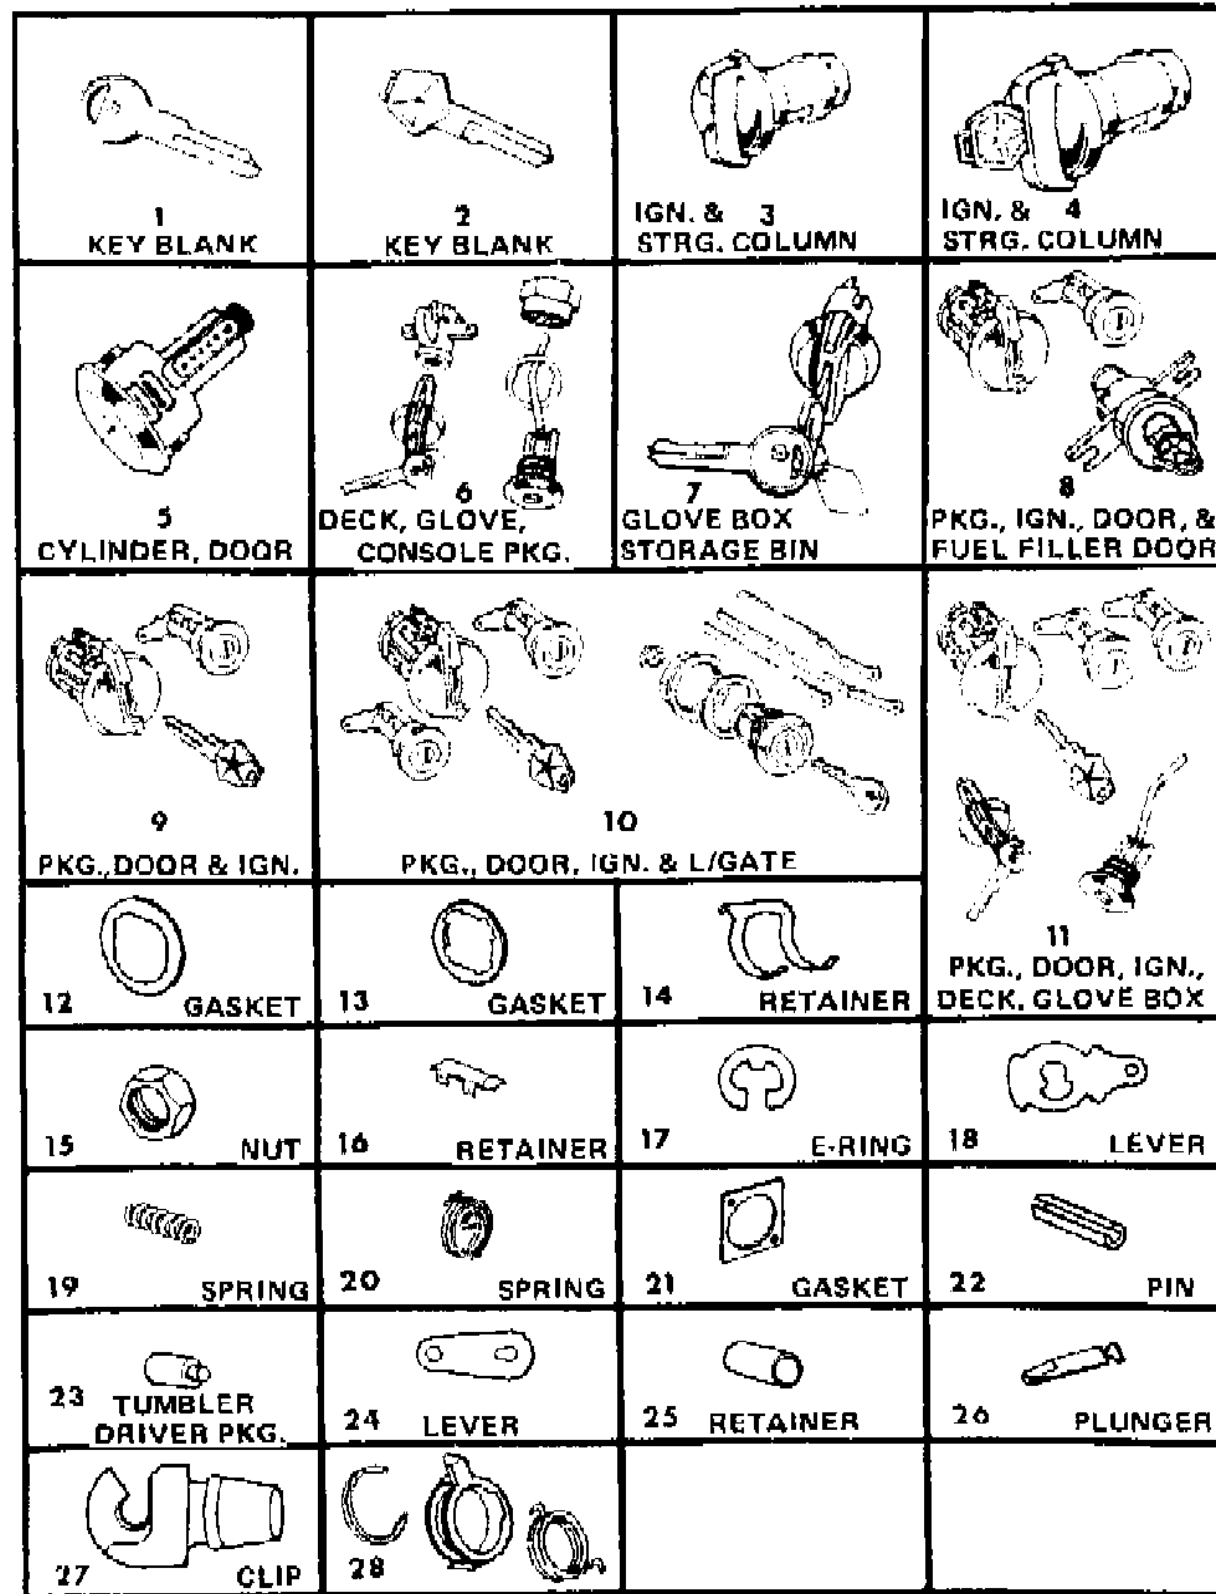 1
KEY BLANK
2
KEY BLANK
IGN. & 3
STRG. COLUMN
IGN. & 4
STRG. COLUMN
5
CYLINDER, DOOR
6
DECK, GLOVE,
CONSOLE PKG.
7
GLOVE BOX
STORAGE BIN
8
PKG., IGN., DOOR, &
FUEL FILLER DOOR
9
PKG., DOOR & IGN.
10
PKG., DOOR, IGN. & L/GATE
11
PKG., DOOR, IGN.,
DECK, GLOVE BOX
12 GASKET
13 GASKET
14 RETAINER
15 NUT
16 RETAINER
17 E-RING
18 LEVER
19 SPRING
20 SPRING
21 GASKET
22 PIN
23 TUMBLER
DRIVER PKG.
24 LEVER
25 RETAINER
26 PLUNGER
27 CLIP
28